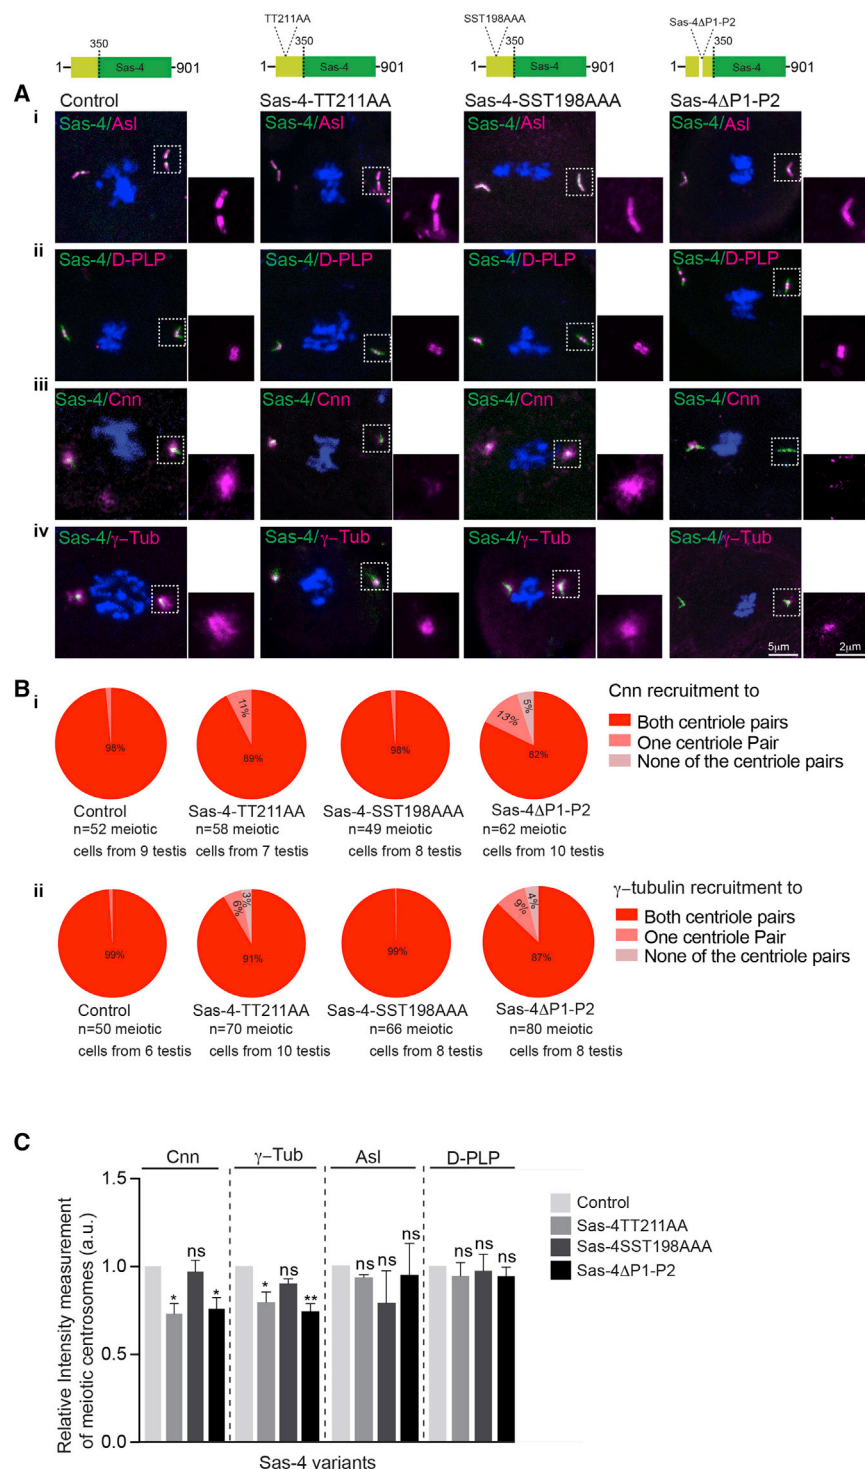 TT211AA
SST198AAA
Sas-4ΔP1-P2
350
350
350
350
1 Sas-4 901
1 Sas-4 901
1 Sas-4 901
1 Sas-4 901
A
Control
Sas-4-TT211AA
Sas-4-SST198AAA
Sas-4ΔP1-P2
i
Sas-4/Asl
Sas-4/Asl
Sas-4/Asl
Sas-4/Asl
ii
Sas-4/D-PLP
Sas-4/D-PLP
Sas-4/D-PLP
Sas-4/D-PLP
iii
Sas-4/Cnn
Sas-4/Cnn
Sas-4/Cnn
Sas-4/Cnn
iv
Sas-4/γ-Tub
Sas-4/γ-Tub
Sas-4/γ-Tub
Sas-4/γ-Tub
5μm
2μm
B
i
98%
11%
89%
98%
5%
13%
82%
Cnn recruitment to
Both centriole pairs
One centriole Pair
None of the centriole pairs
Control
n=52 meiotic
cells from 9 testis
Sas-4-TT211AA
n=58 meiotic
cells from 7 testis
Sas-4-SST198AAA
n=49 meiotic
cells from 8 testis
Sas-4ΔP1-P2
n=62 meiotic
cells from 10 testis
ii
99%
3%
6%
91%
99%
4%
9%
87%
γ-tubulin recruitment to
Both centriole pairs
One centriole Pair
None of the centriole pairs
Control
n=50 meiotic
cells from 6 testis
Sas-4-TT211AA
n=70 meiotic
cells from 10 testis
Sas-4-SST198AAA
n=66 meiotic
cells from 8 testis
Sas-4ΔP1-P2
n=80 meiotic
cells from 8 testis
C
Cnn
γ-Tub
Asl
D-PLP
Relative Intensity measurement
of meiotic centrosomes (a.u.)
1.5
1.0
0.5
0.0
* ns *
* ns **
ns ns ns
ns ns ns
Control
Sas-4TT211AA
Sas-4SST198AAA
Sas-4ΔP1-P2
Sas-4 variants